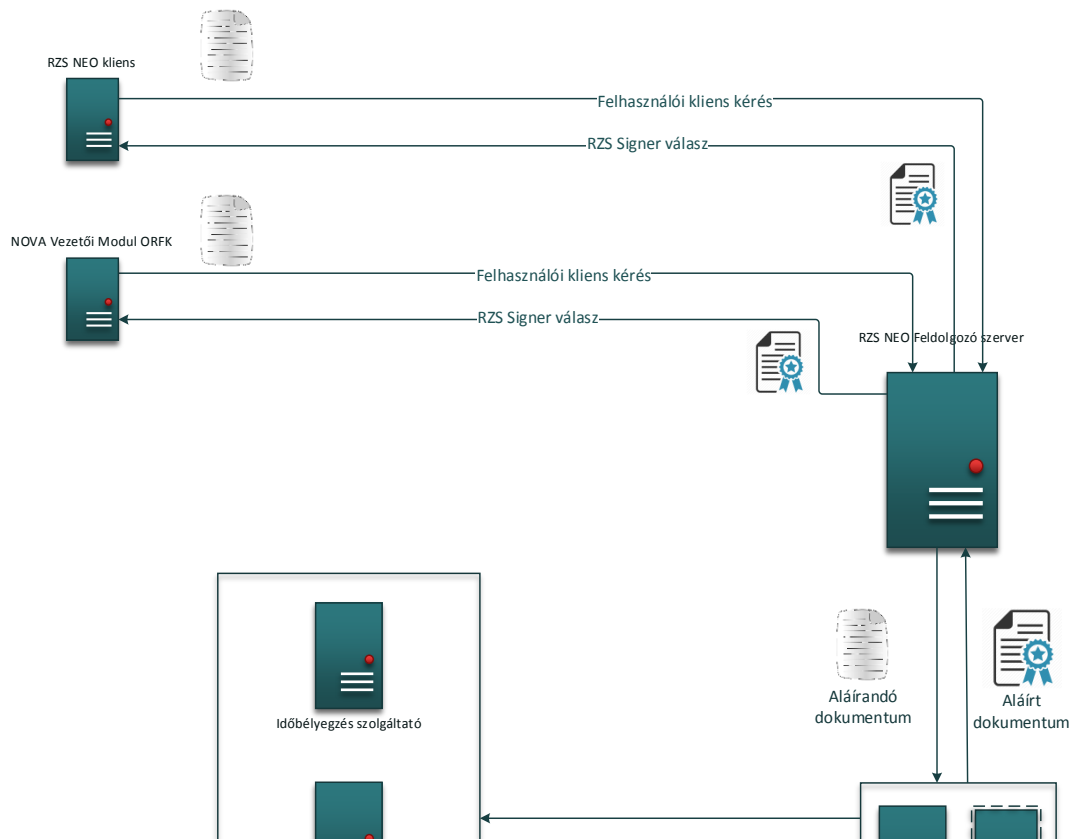 RZS NEO kliens
Felhasználói kliens kérés
RZS Signer válasz
NOVA Vezetői Modul ORFK
Felhasználói kliens kérés
RZS Signer válasz
RZS NEO Feldolgozó szerver
Időbélyegzés szolgáltató
Aláírandó
dokumentum
Aláírt
dokumentum